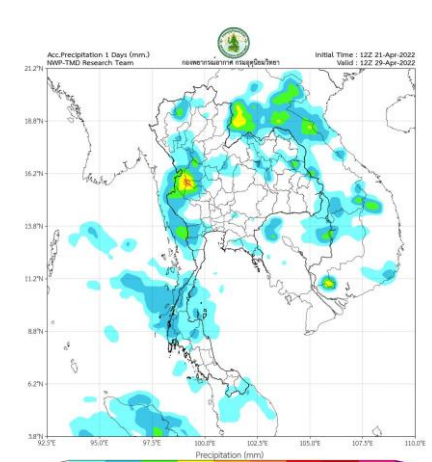 Acc.Precipitation 1 Days (mm.)
NWP-TMD Research Team
กองพยากรณ์อากาศ กรมอุตุนิยมวิทยา
Initial Time : 12Z 21-Apr-2022
Valid : 12Z 29-Apr-2022
21.2°N
18.8°N
16.2°N
13.8°N
11.2°N
8.8°N
6.2°N
3.8°N
92.5°E 95.0°E 97.5°E 100.0°E 102.5°E 105.0°E 107.5°E 110.0°E
Precipitation (mm)